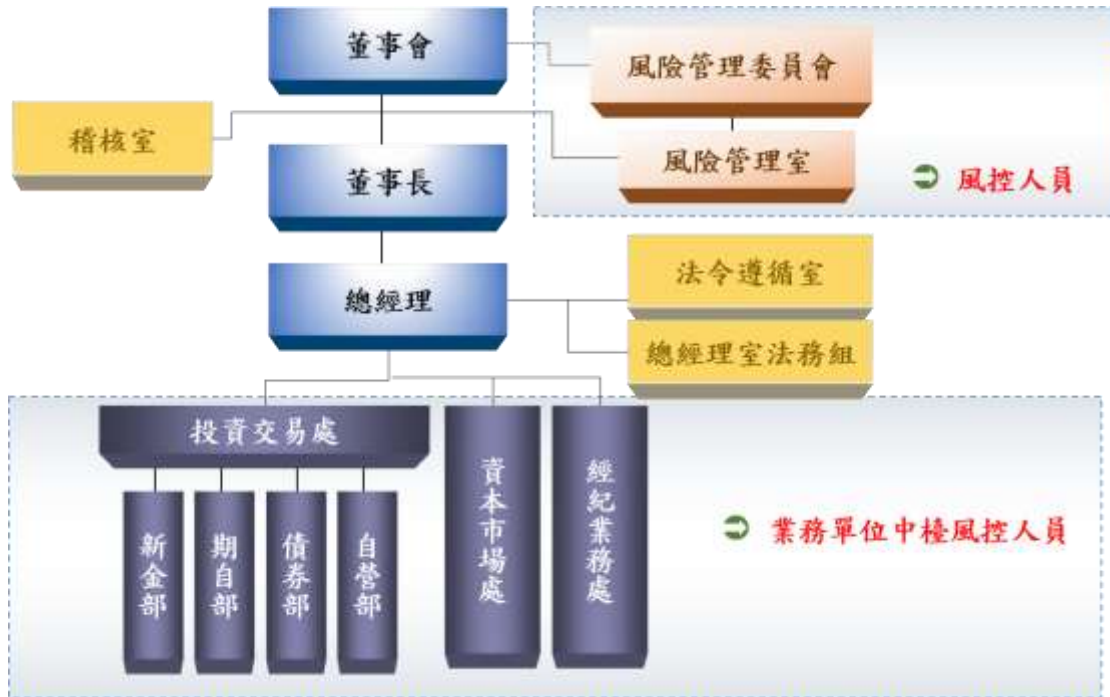 董事會
風險管理委員會
稽核室
風險管理室
董事長
風控人員
法令遵循室
總經理
總經理室法務組
投資交易處
資本市場處
經紀業務處
新金部
期自部
債券部
自營部
業務單位中檯風控人員